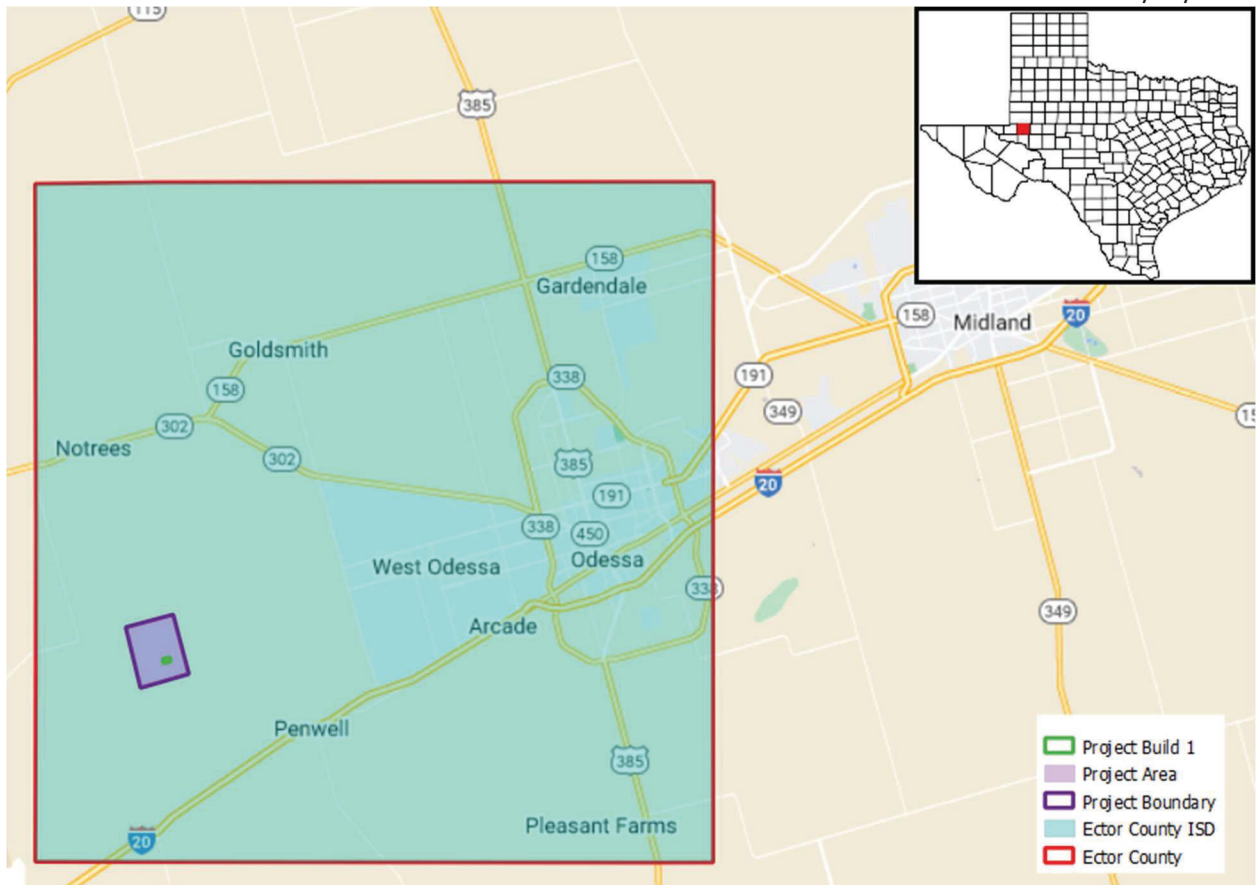 115
385
158
Gardendale
158
Midland
20
Goldsmith
338
191
349
158
302
Notrees
302
385
20
191
338
450
West Odessa
Odessa
338
Arcade
349
Penwell
385
Pleasant Farms
20
Project Build 1
Project Area
Project Boundary
Ector County ISD
Ector County